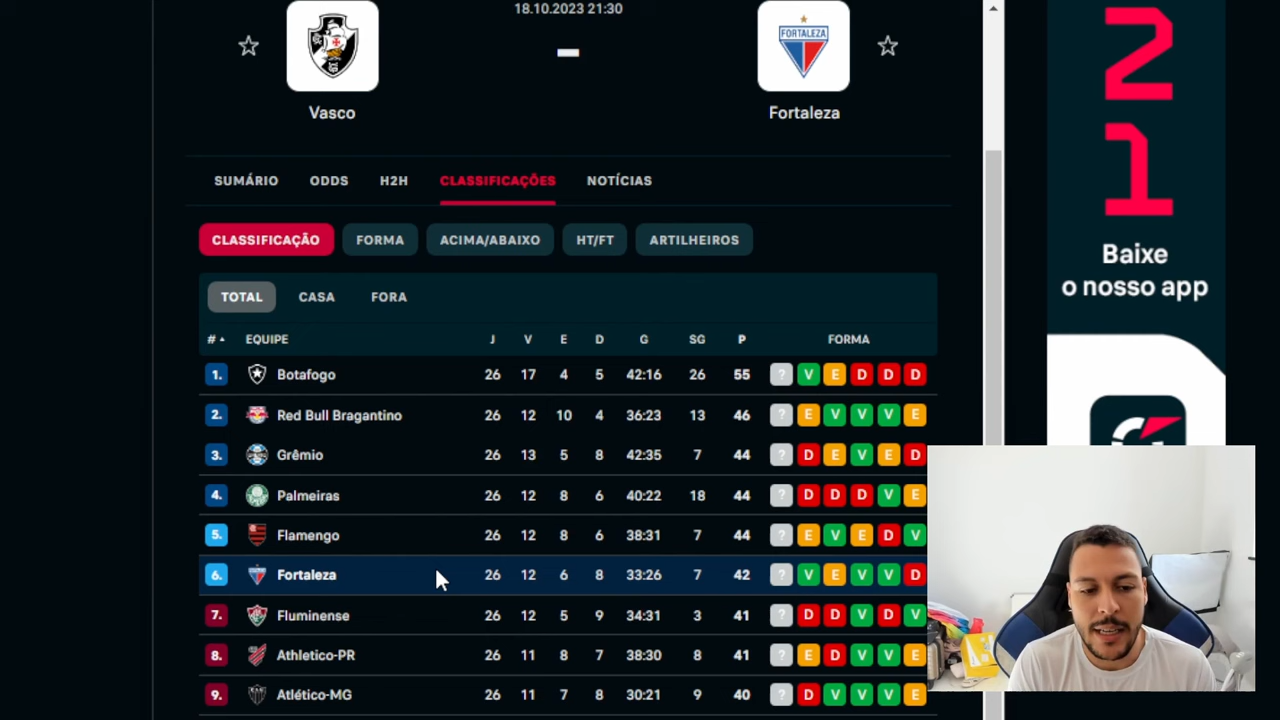 18.10.2023 21:30
FORTALEZA
Vasco
Fortaleza
SUMÁRIO ODDS H2H CLASSIFICAÇÕES NOTÍCIAS
CLASSIFICAÇÃO FORMA ACIMA/ABAIXO HT/FT ARTILHEIROS
TOTAL CASA FORA
# EQUIPE J V E D G SG P FORMA
1. Botafogo 26 17 4 5 42:16 26 55 ? V E D D D
2. Red Bull Bragantino 26 12 10 4 36:23 13 46 ? E V V V E
3. Grêmio 26 13 5 8 42:35 7 44 ? D E V E D
4. Palmeiras 26 12 8 6 40:22 18 44 ? D D D V E
5. Flamengo 26 12 8 6 38:31 7 44 ? E V E D V
6. Fortaleza 26 12 6 8 33:26 7 42 ? V E V V D
7. Fluminense 26 12 5 9 34:31 3 41 ? D D V D V
8. Athletico-PR 26 11 8 7 38:30 8 41 ? E D V V E
9. Atlético-MG 26 11 7 8 30:21 9 40 ? D V V V E
2
1
Baixe
o nosso app